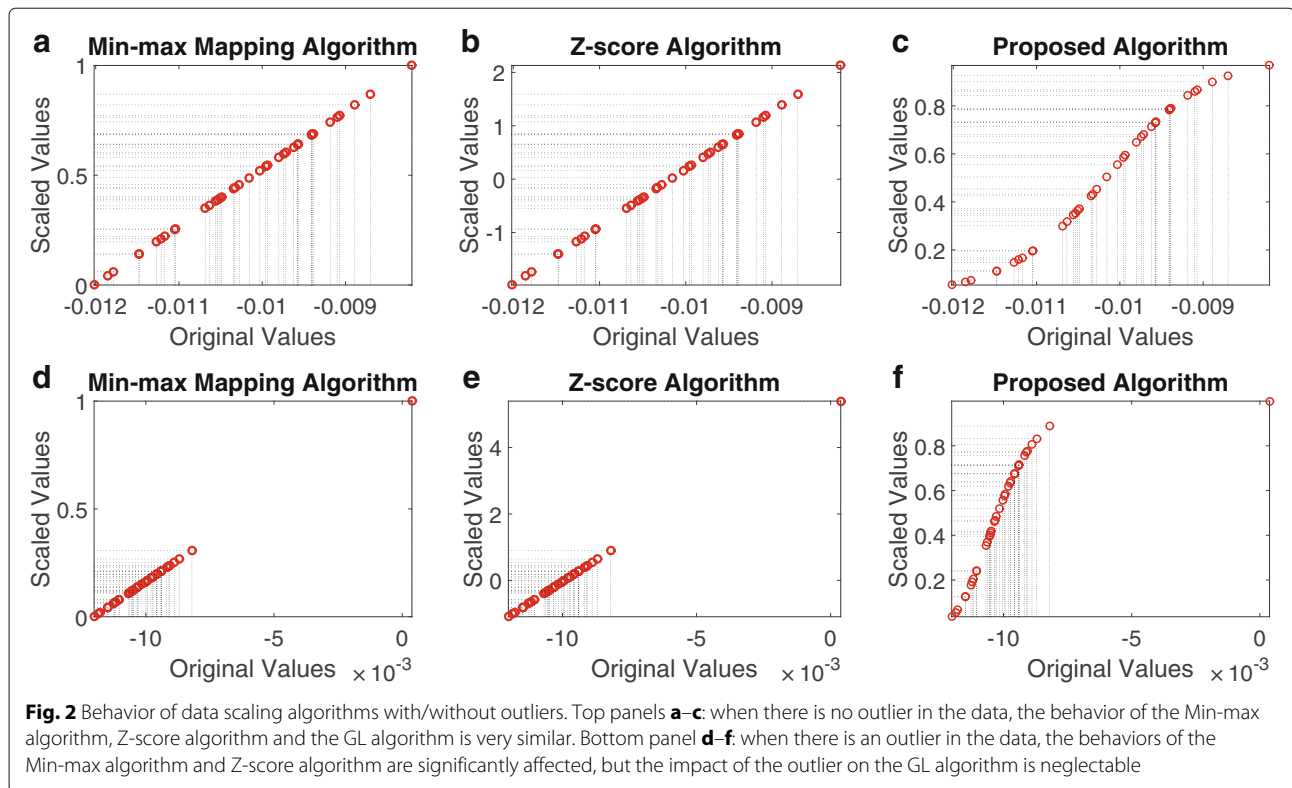 a Min-max Mapping Algorithm
1
0.5
0
Scaled Values
-0.012 -0.011 -0.01 -0.009
Original Values
b Z-score Algorithm
2
1
0
-1
Scaled Values
-0.012 -0.011 -0.01 -0.009
Original Values
c Proposed Algorithm
0.8
0.6
0.4
0.2
Scaled Values
-0.012 -0.011 -0.01 -0.009
Original Values
d Min-max Mapping Algorithm
1
0.5
0
Scaled Values
-10 -5 0
Original Values × 10-3
e Z-score Algorithm
4
2
0
Scaled Values
-10 -5 0
Original Values × 10-3
f Proposed Algorithm
0.8
0.6
0.4
0.2
Scaled Values
-10 -5 0
Original Values × 10-3
Fig. 2 Behavior of data scaling algorithms with/without outliers. Top panels a–c: when there is no outlier in the data, the behavior of the Min-max
algorithm, Z-score algorithm and the GL algorithm is very similar. Bottom panel d–f: when there is an outlier in the data, the behaviors of the
Min-max algorithm and Z-score algorithm are significantly affected, but the impact of the outlier on the GL algorithm is neglectable